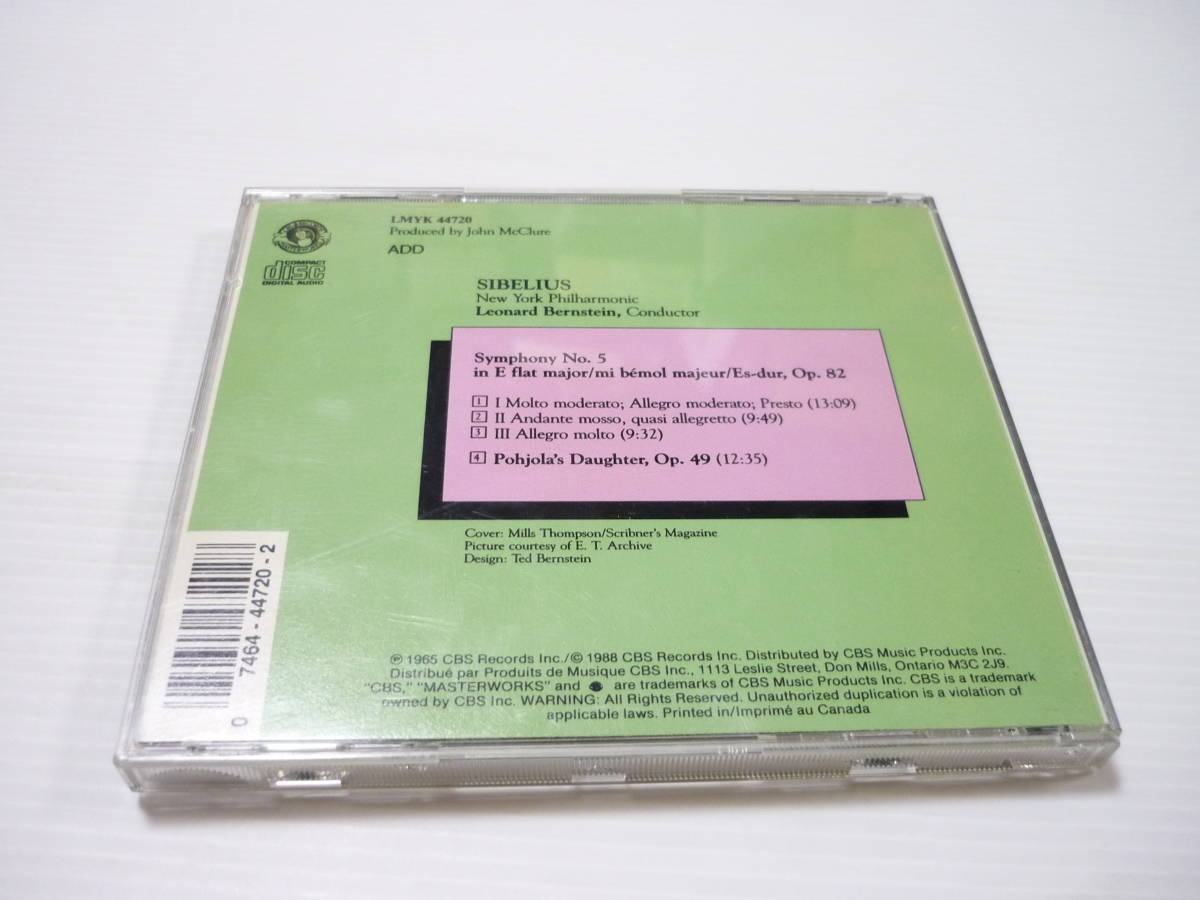 LMYK 44720
Produced by John McClure
ADD
COMPACT
disc
DIGITAL AUDIO
SIBELIUS
New York Philharmonic
Leonard Bernstein, Conductor
Symphony No. 5
in E flat major/mi bémol majeur/Es-dur, Op. 82
1 I Molto moderato; Allegro moderato; Presto (13:09)
2 II Andante mosso, quasi allegretto (9:49)
3 III Allegro molto (9:32)
4 Pohjola's Daughter, Op. 49 (12:35)
Cover: Mills Thompson/Scribner's Magazine
Picture courtesy of E. T. Archive
Design: Ted Bernstein
0 7464-44720-2
℗ 1965 CBS Records Inc./© 1988 CBS Records Inc. Distributed by CBS Music Products Inc.
Distribué par Produits de Musique CBS Inc., 1113 Leslie Street, Don Mills, Ontario M3C 2J9.
"CBS," "MASTERWORKS" and are trademarks of CBS Music Products Inc. CBS is a trademark
owned by CBS Inc. WARNING: All Rights Reserved. Unauthorized duplication is a violation of
applicable laws. Printed in/Imprimé au Canada